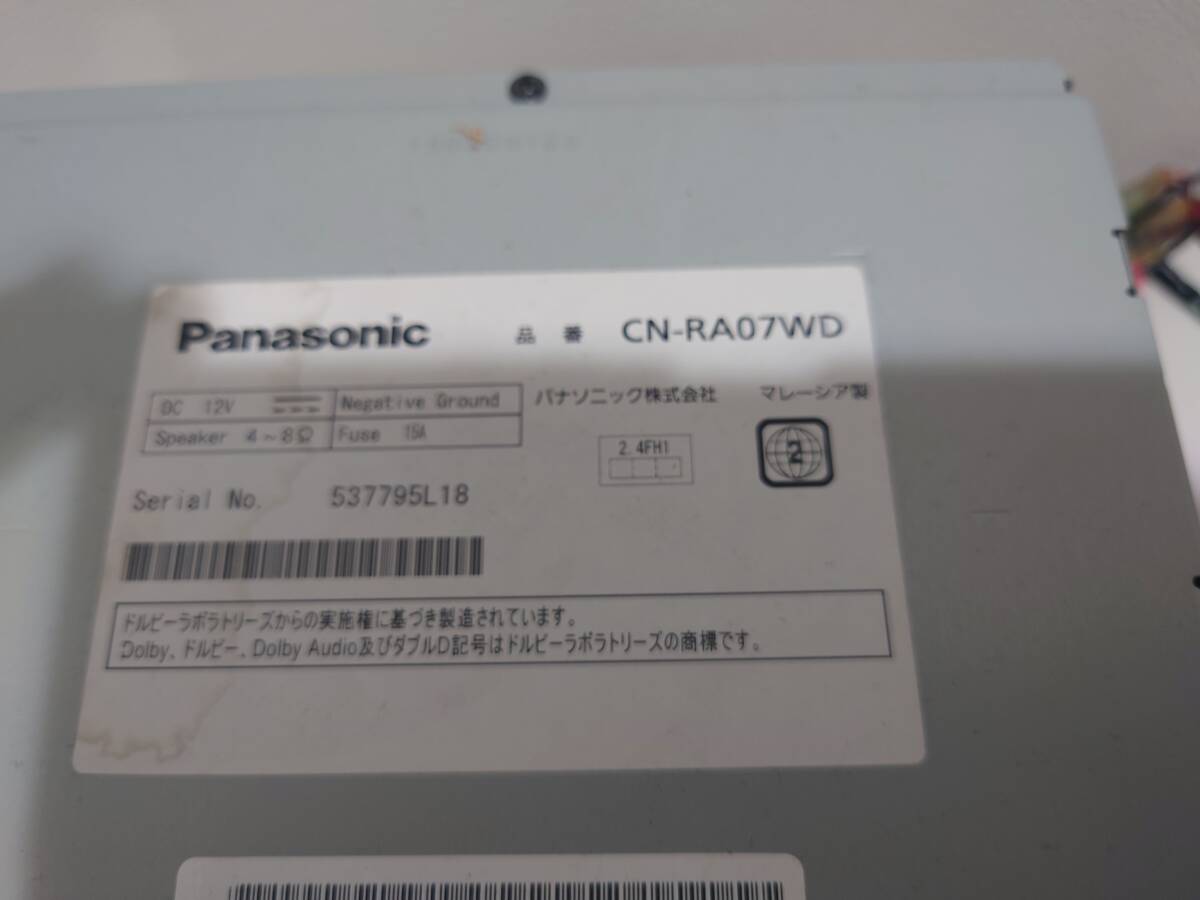 Panasonic 品番 CN-RA07WD
DC 12V Negative Ground パナソニック株式会社 マレーシア製
Speaker 4~8Ω Fuse 15A
2.4FH1
2
Serial No. 537795L18
ドルビーラボラトリーズからの実施権に基づき製造されています。
Dolby、ドルビー、Dolby Audio及びダブルD記号はドルビーラボラトリーズの商標です。